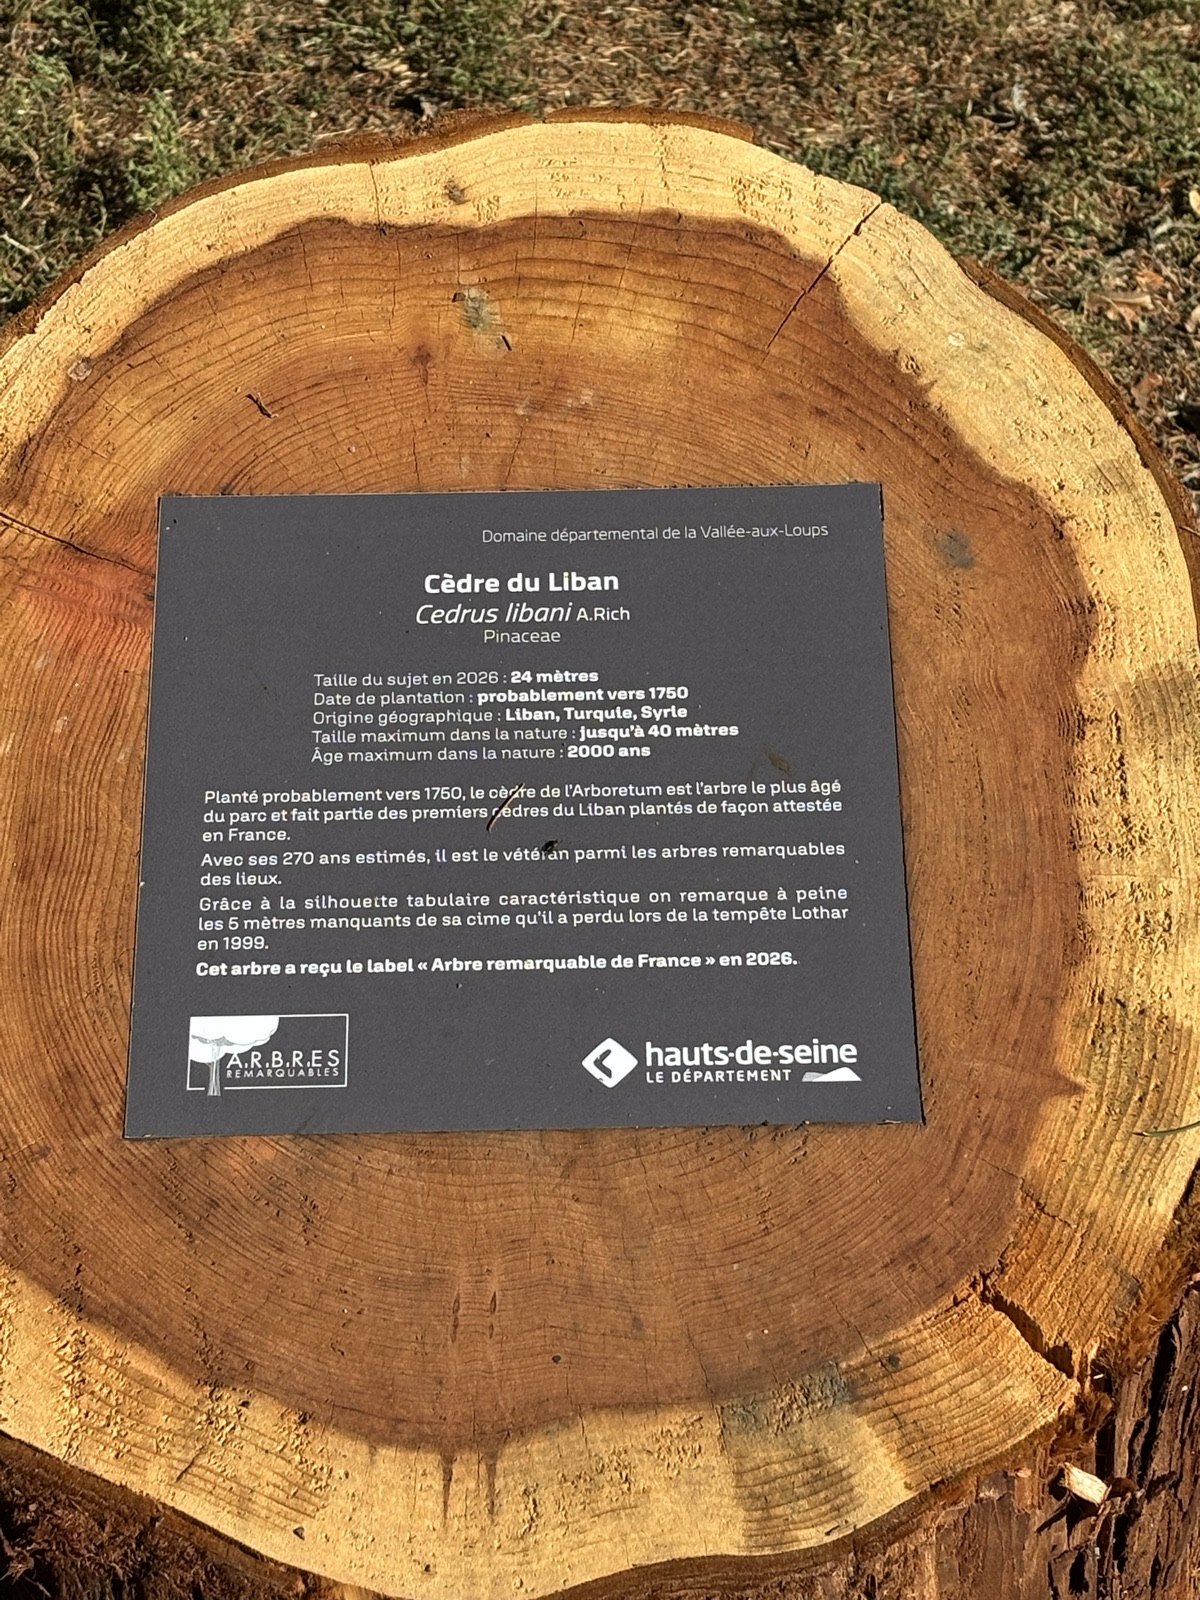 Domaine départemental de la Vallée-aux-Loups
Cèdre du Liban
Cedrus libani A.Rich
Pinaceae
Taille du sujet en 2026 : 24 mètres
Date de plantation : probablement vers 1750
Origine géographique : Liban, Turquie, Syrie
Taille maximum dans la nature : jusqu'à 40 mètres
Âge maximum dans la nature : 2000 ans
Planté probablement vers 1750, le cèdre de l'Arboretum est l'arbre le plus âgé
du parc et fait partie des premiers cèdres du Liban plantés de façon attestée
en France.
Avec ses 270 ans estimés, il est le vétéran parmi les arbres remarquables
des lieux.
Grâce à la silhouette tabulaire caractéristique on remarque à peine
les 5 mètres manquants de sa cime qu'il a perdu lors de la tempête Lothar
en 1999.
Cet arbre a reçu le label « Arbre remarquable de France » en 2026.
A.R.B.R.E.S
REMARQUABLES
hauts-de-seine
LE DÉPARTEMENT